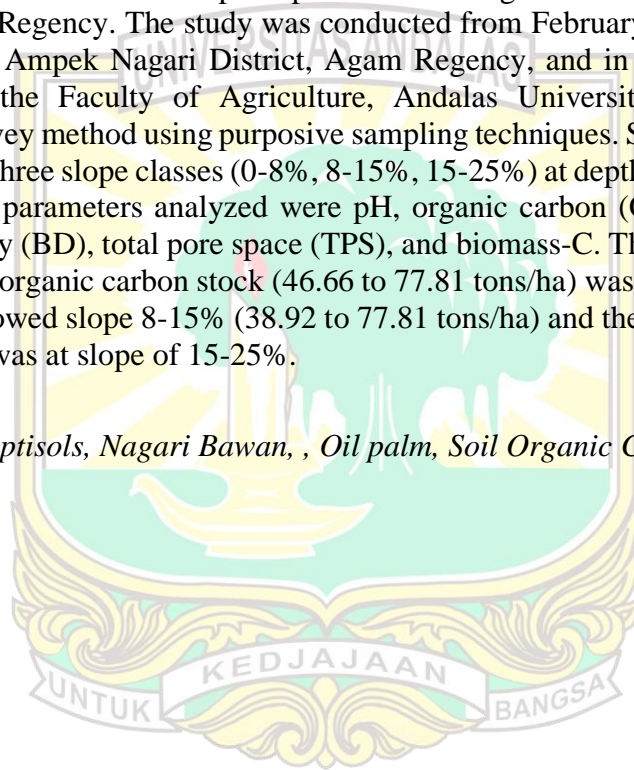 Regency. The study was conducted from February
Ampek Nagari District, Agam Regency, and in
the Faculty of Agriculture, Andalas Universit
vey method using purposive sampling techniques. S
hree slope classes (0-8%, 8-15%, 15-25%) at depth
parameters analyzed were pH, organic carbon (
y (BD), total pore space (TPS), and biomass-C. Th
organic carbon stock (46.66 to 77.81 tons/ha) was
owed slope 8-15% (38.92 to 77.81 tons/ha) and the
was at slope of 15-25%.
ptisols, Nagari Bawan, , Oil palm, Soil Organic C
UNIVERSITAS ANDALAS
KEDJAJAAN
UNTUK BANGSA